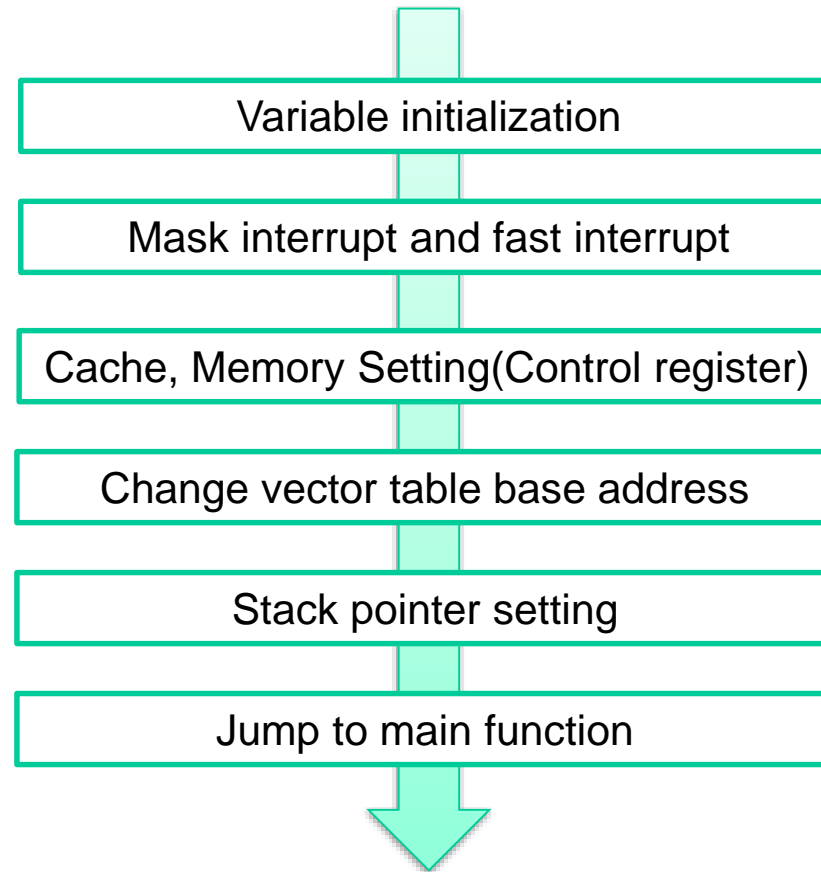 Variable initialization
Mask interrupt and fast interrupt
Cache, Memory Setting(Control register)
Change vector table base address
Stack pointer setting
Jump to main function